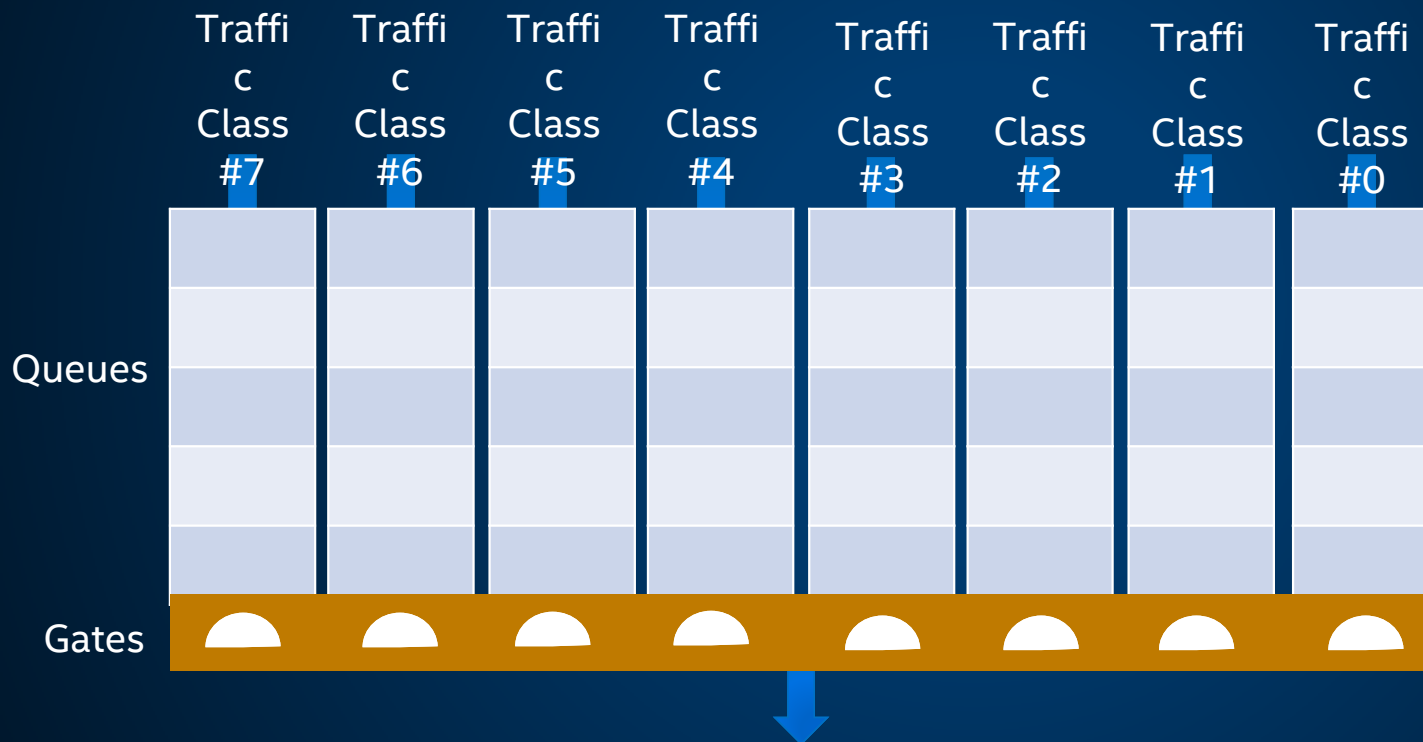 Traffi
c
Class
#7
Traffi
c
Class
#6
Traffi
c
Class
#5
Traffi
c
Class
#4
Traffi
c
Class
#3
Traffi
c
Class
#2
Traffi
c
Class
#1
Traffi
c
Class
#0
Queues
Gates